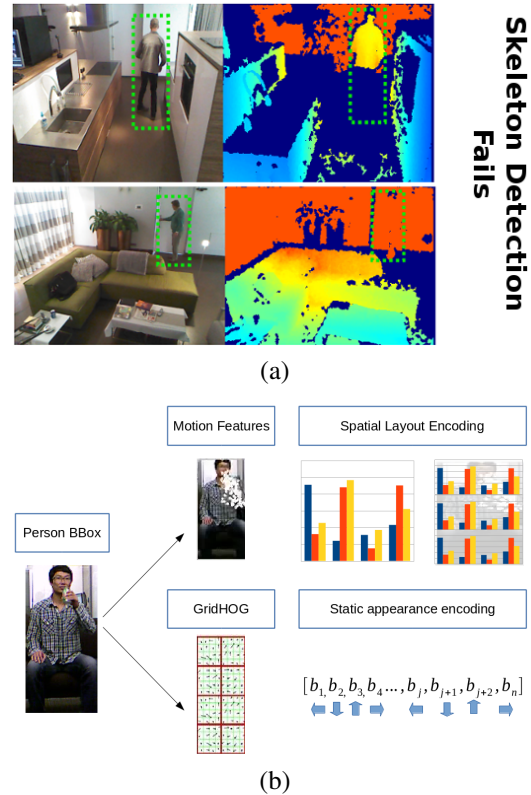 Skeleton Detection
Fails
(a)
Motion Features
Spatial Layout Encoding
Person BBox
GridHOG
Static appearance encoding
[b1, b2, b3, b4 ..., bj, bj+1, bj+2, bn]
(b)